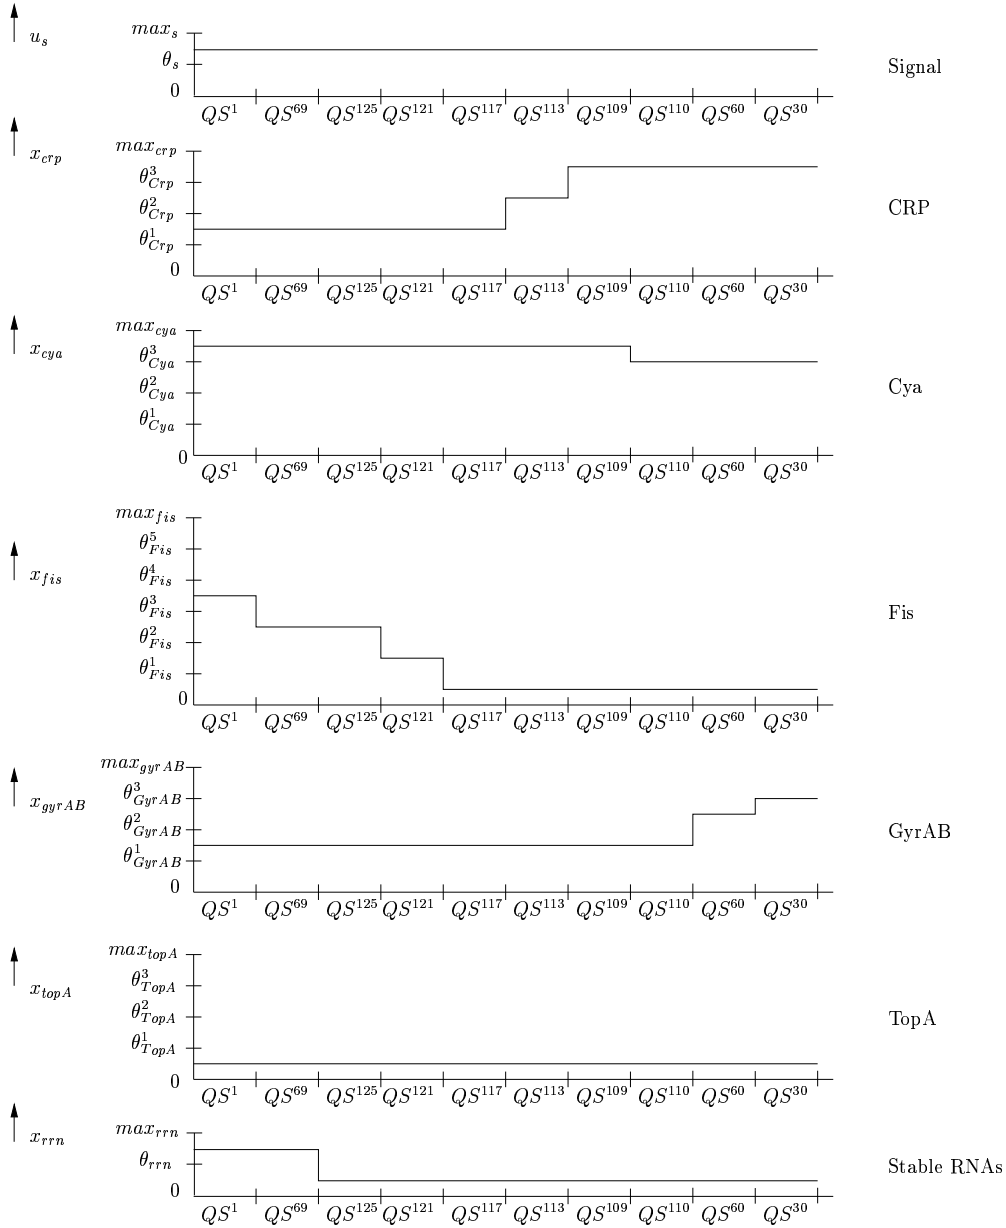 max_s
u_s
θ_s
Signal
0
QS^1 QS^69 QS^125 QS^121 QS^117 QS^113 QS^109 QS^110 QS^60 QS^30
max_crp
x_crp
θ^3_Crp
θ^2_Crp
CRP
θ^1_Crp
0
QS^1 QS^69 QS^125 QS^121 QS^117 QS^113 QS^109 QS^110 QS^60 QS^30
max_cya
x_cya
θ^3_Cya
θ^2_Cya
Cya
θ^1_Cya
0
QS^1 QS^69 QS^125 QS^121 QS^117 QS^113 QS^109 QS^110 QS^60 QS^30
max_fis
θ^5_Fis
θ^4_Fis
x_fis
θ^3_Fis
Fis
θ^2_Fis
θ^1_Fis
0
QS^1 QS^69 QS^125 QS^121 QS^117 QS^113 QS^109 QS^110 QS^60 QS^30
max_gyrAB
θ^3_GyrAB
x_gyrAB
θ^2_GyrAB
GyrAB
θ^1_GyrAB
0
QS^1 QS^69 QS^125 QS^121 QS^117 QS^113 QS^109 QS^110 QS^60 QS^30
max_topA
θ^3_TopA
x_topA
θ^2_TopA
TopA
θ^1_TopA
0
QS^1 QS^69 QS^125 QS^121 QS^117 QS^113 QS^109 QS^110 QS^60 QS^30
max_rrn
x_rrn
θ_rrn
Stable RNAs
0
QS^1 QS^69 QS^125 QS^121 QS^117 QS^113 QS^109 QS^110 QS^60 QS^30